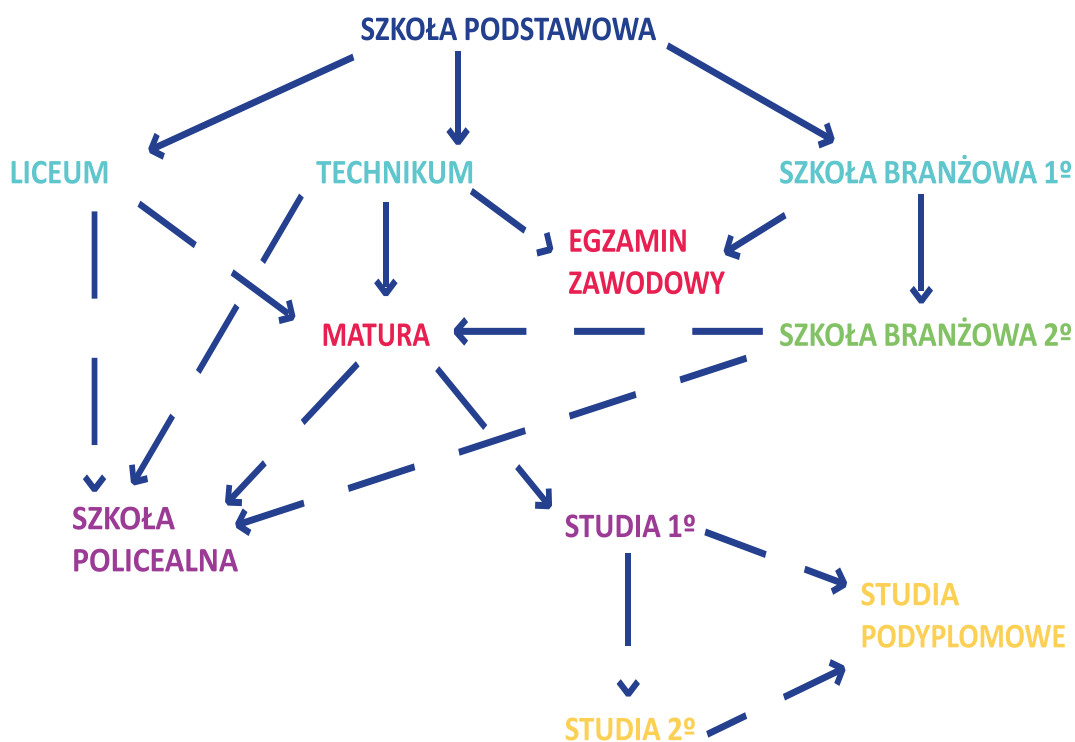 SZKOŁA PODSTAWOWA
LICEUM
TECHNIKUM
SZKOŁA BRANŻOWA 1º
EGZAMIN
ZAWODOWY
MATURA
SZKOŁA BRANŻOWA 2º
SZKOŁA
POLICEALNA
STUDIA 1º
STUDIA
PODYPLOMOWE
STUDIA 2º